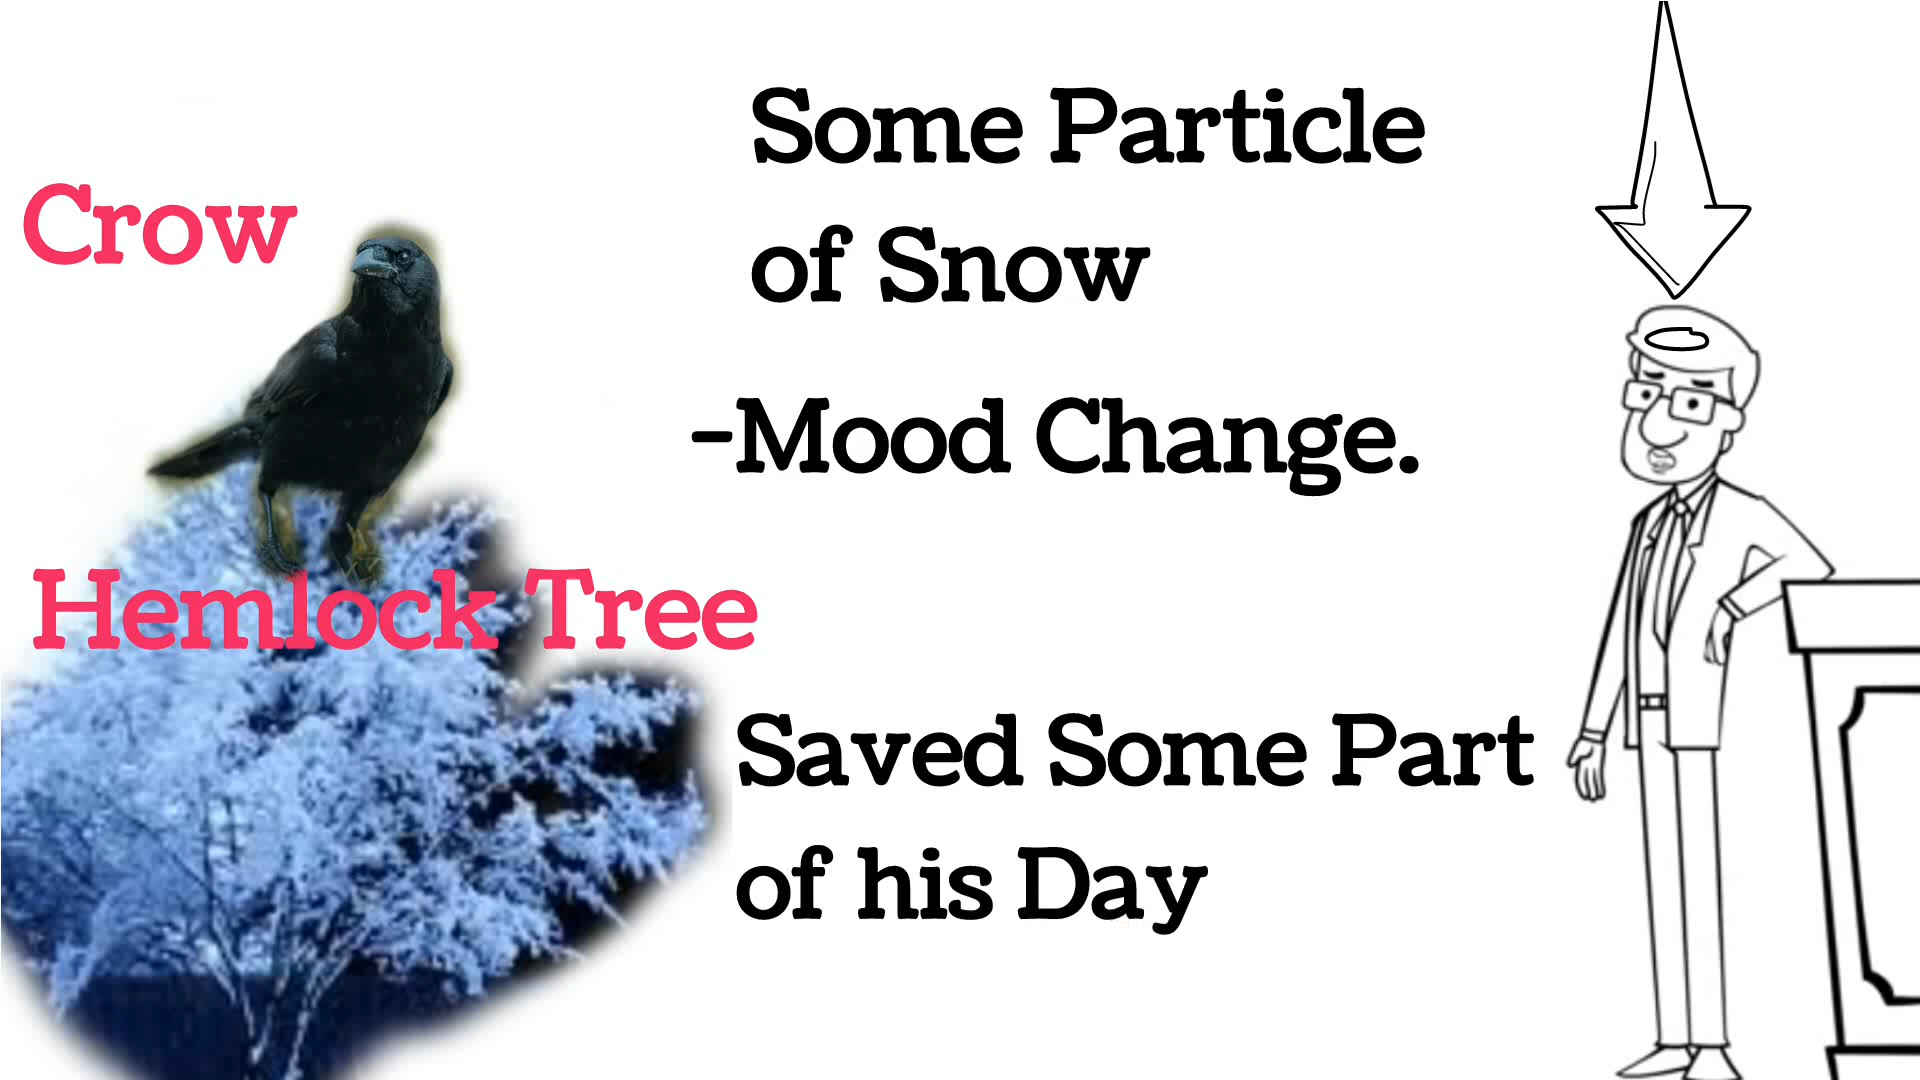 Crow
Some Particle
of Snow
-Mood Change.
Hemlock Tree
Saved Some Part
of his Day